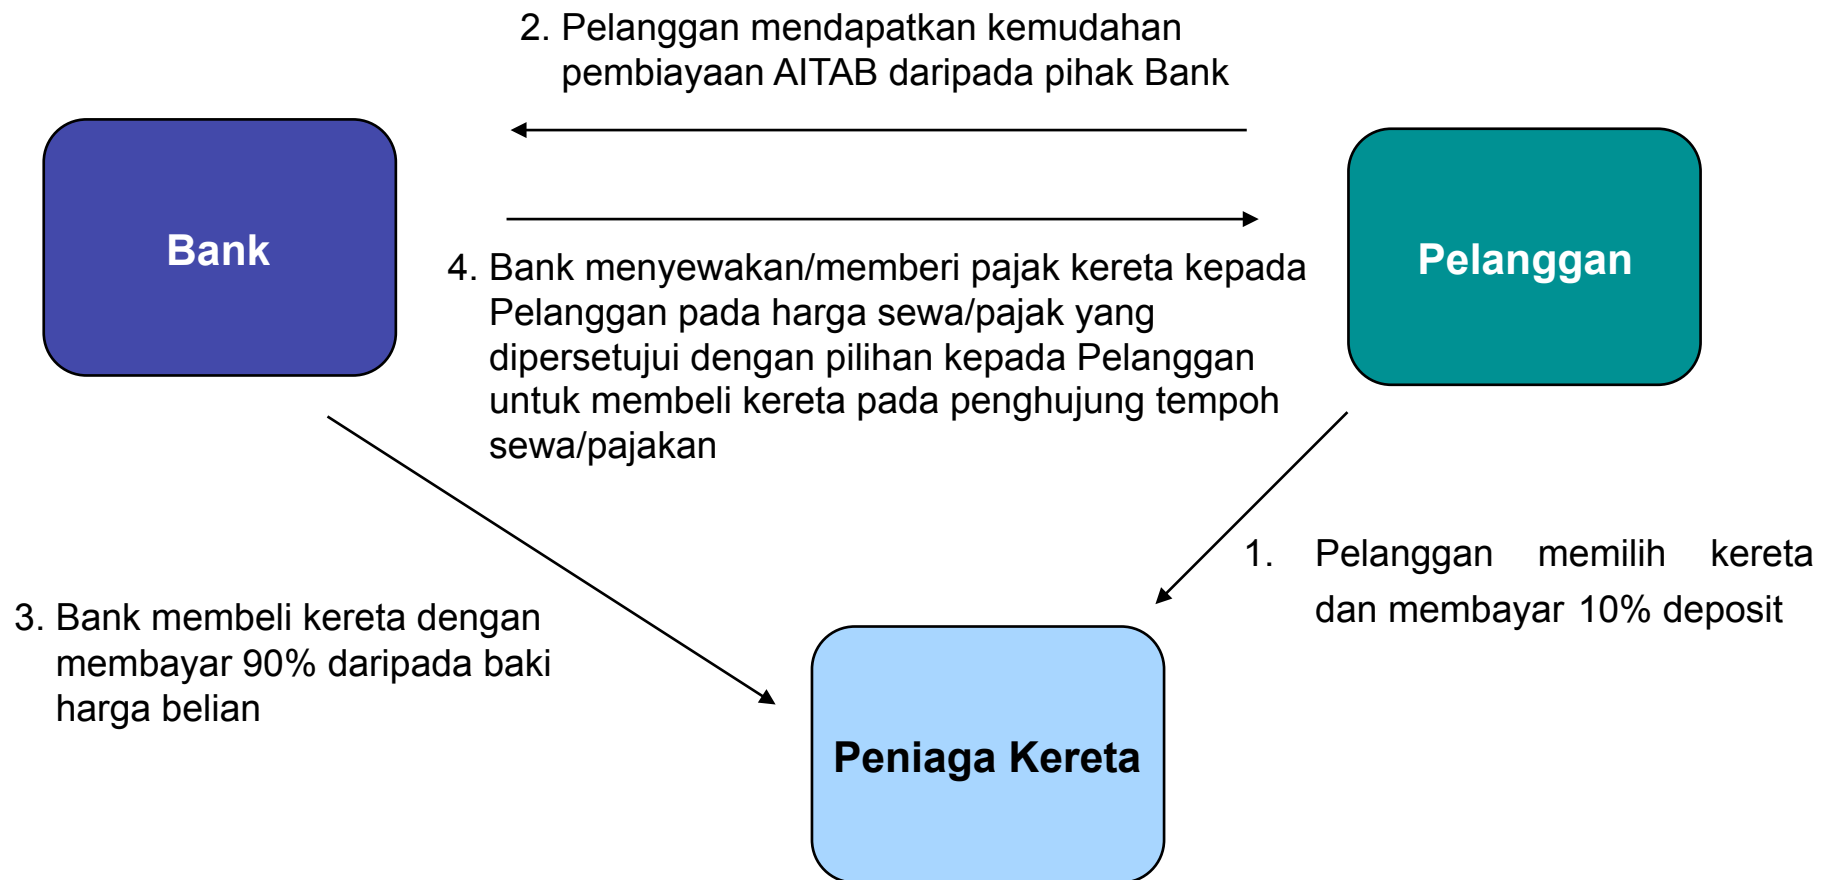 2. Pelanggan mendapatkan kemudahan
pembiayaan AITAB daripada pihak Bank
Bank
Pelanggan
4. Bank menyewakan/memberi pajak kereta kepada
Pelanggan pada harga sewa/pajak yang
dipersetujui dengan pilihan kepada Pelanggan
untuk membeli kereta pada penghujung tempoh
sewa/pajakan
1. Pelanggan memilih kereta
dan membayar 10% deposit
3. Bank membeli kereta dengan
membayar 90% daripada baki
harga belian
Peniaga Kereta